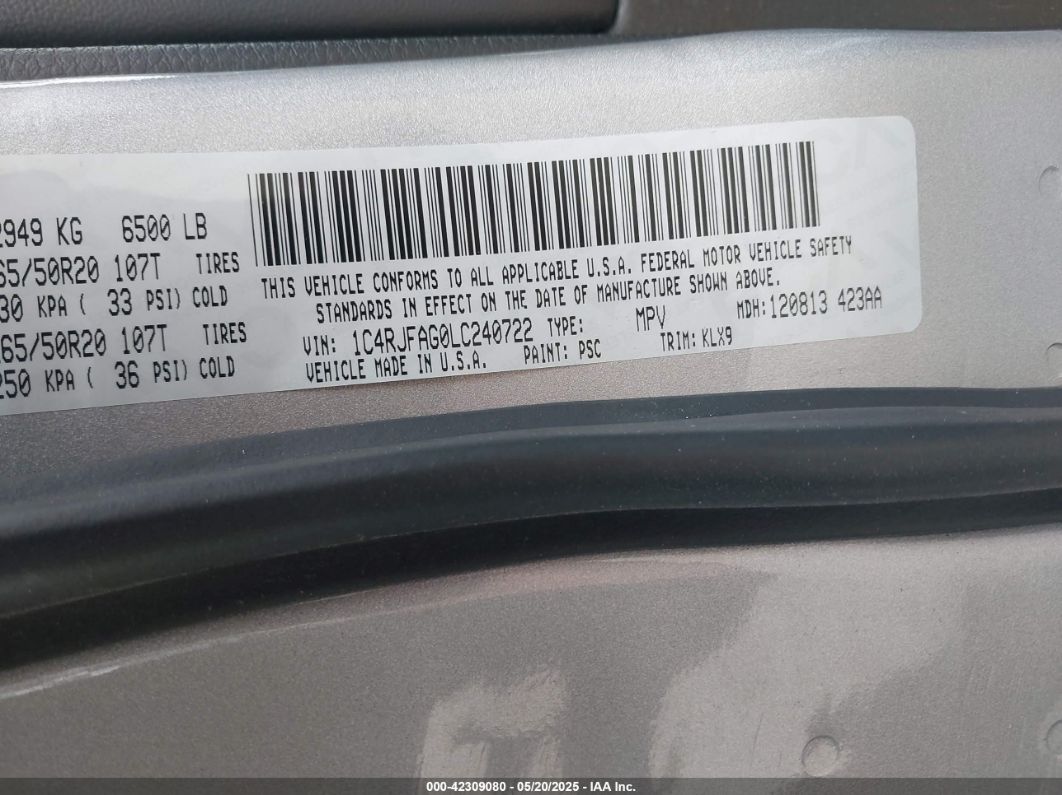 2949 KG 6500 LB
65/50R20 107T TIRES
30 KPA ( 33 PSI) COLD
265/50R20 107T TIRES
250 KPA ( 36 PSI) COLD
THIS VEHICLE CONFORMS TO ALL APPLICABLE U.S.A. FEDERAL MOTOR VEHICLE SAFETY
STANDARDS IN EFFECT ON THE DATE OF MANUFACTURE SHOWN ABOVE.
VIN: 1C4RJFAG0LC240722 TYPE: MPV MDH:120813 423AA
VEHICLE MADE IN U.S.A. PAINT: PSC TRIM: KLX9
000-42309080 - 05/20/2025 - IAA Inc.